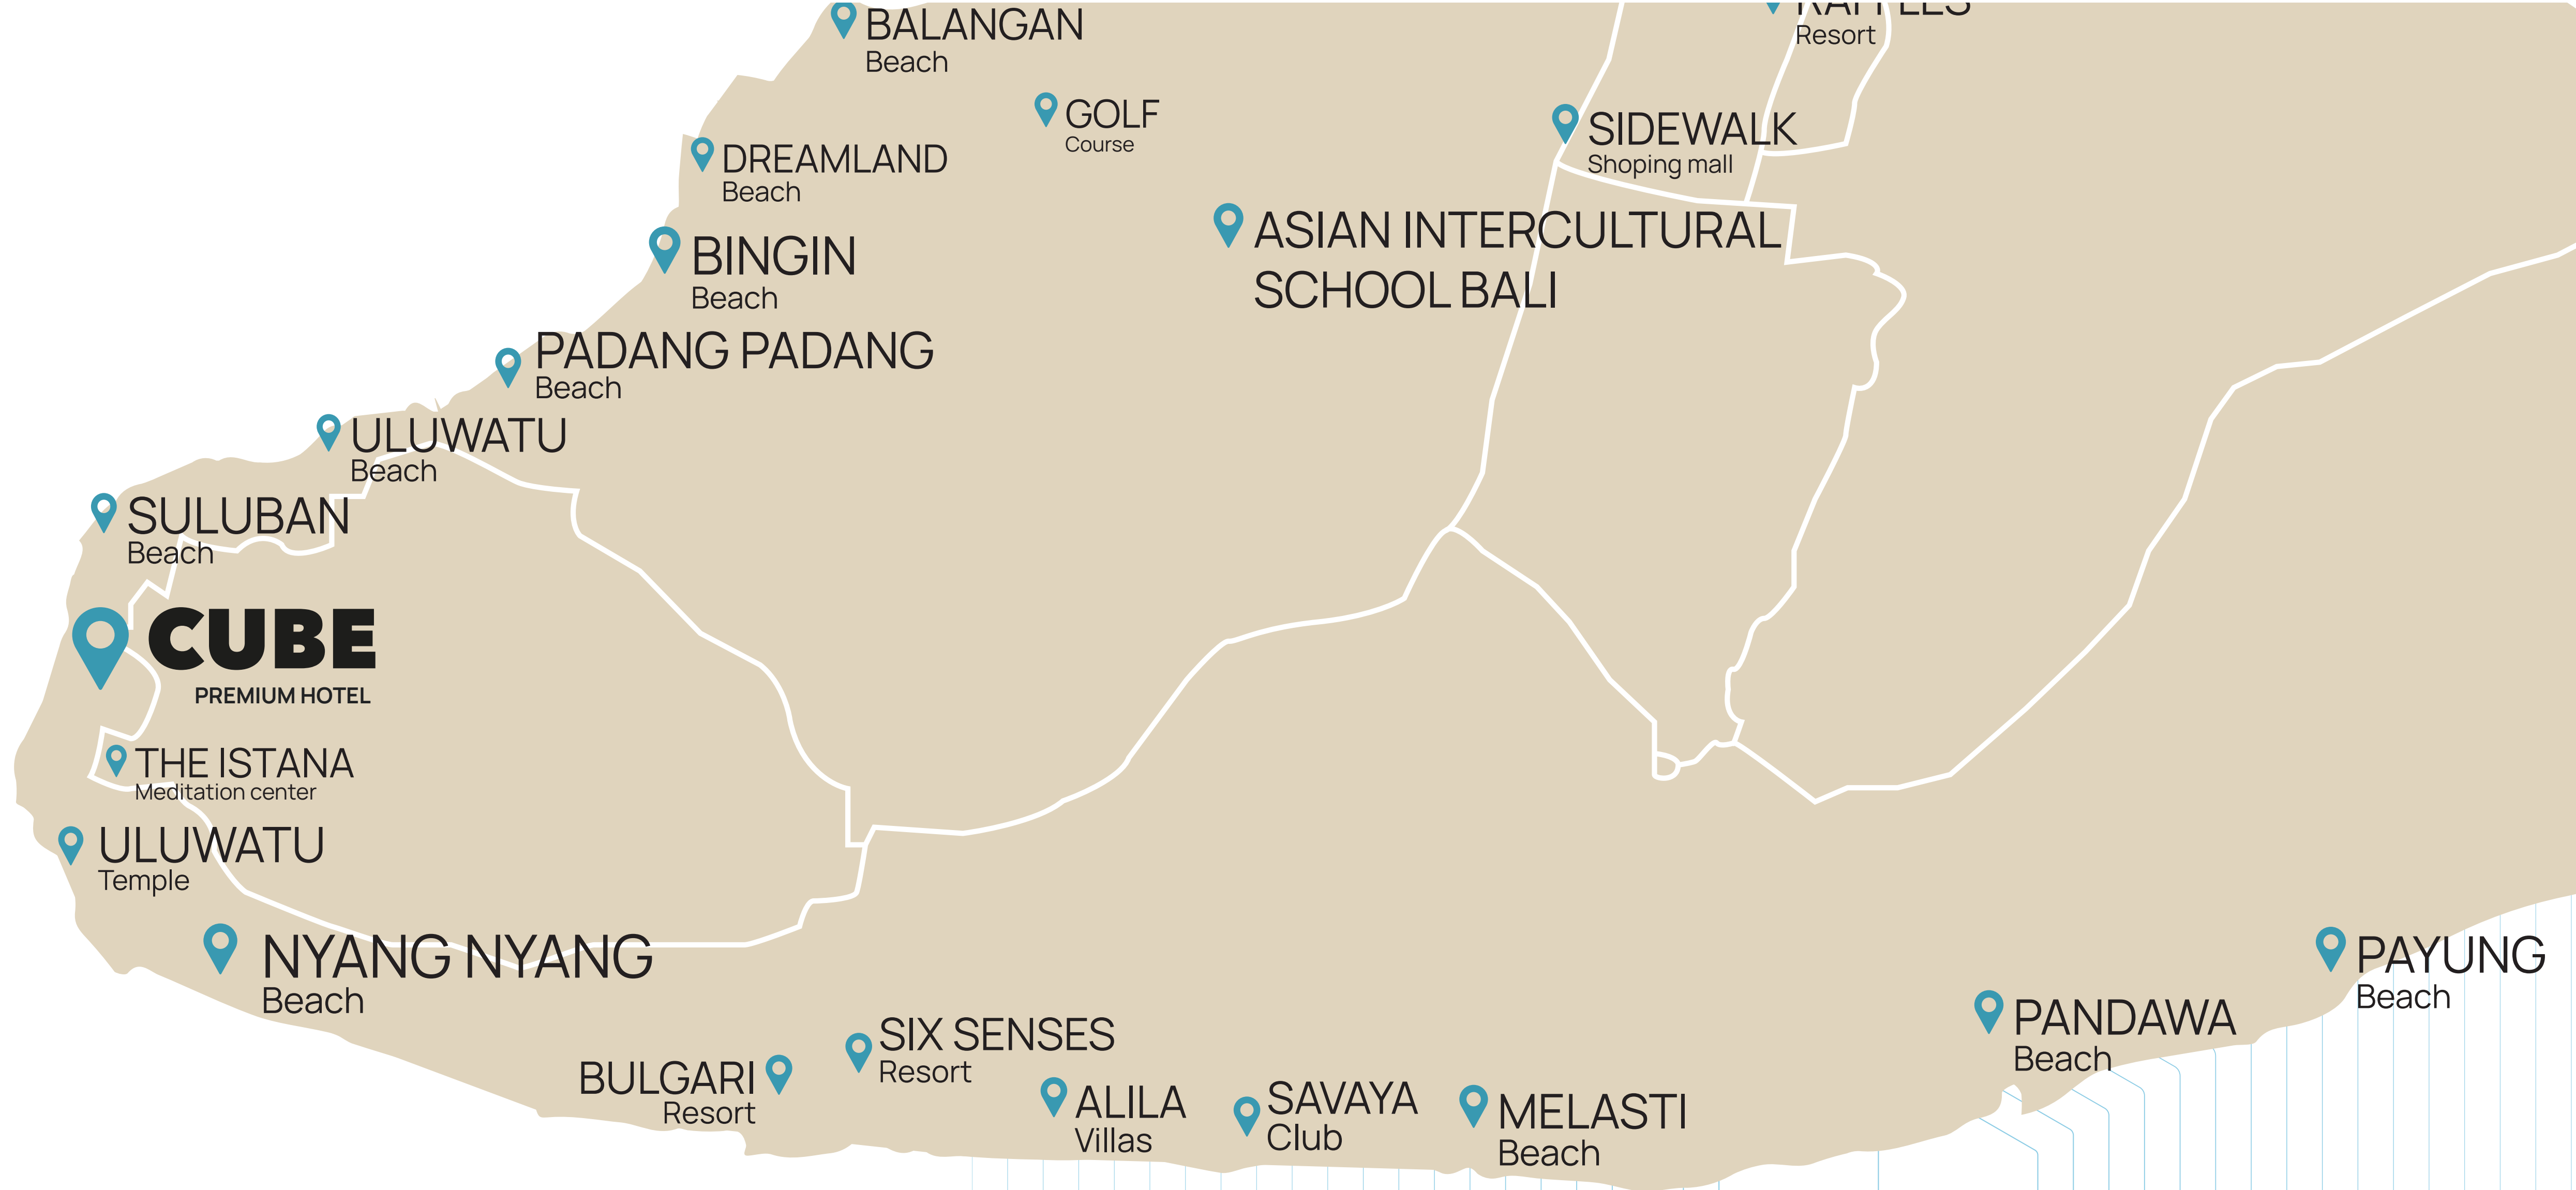 BALANGAN
Beach
RAFFLES
Resort
GOLF
Course
SIDEWALK
Shoping mall
DREAMLAND
Beach
ASIAN INTERCULTURAL
SCHOOL BALI
BINGIN
Beach
PADANG PADANG
Beach
ULUWATU
Beach
SULUBAN
Beach
CUBE
PREMIUM HOTEL
THE ISTANA
Meditation center
ULUWATU
Temple
NYANG NYANG
Beach
PAYUNG
Beach
PANDAWA
Beach
SIX SENSES
Resort
BULGARI
Resort
ALILA
Villas
SAVAYA
Club
MELASTI
Beach